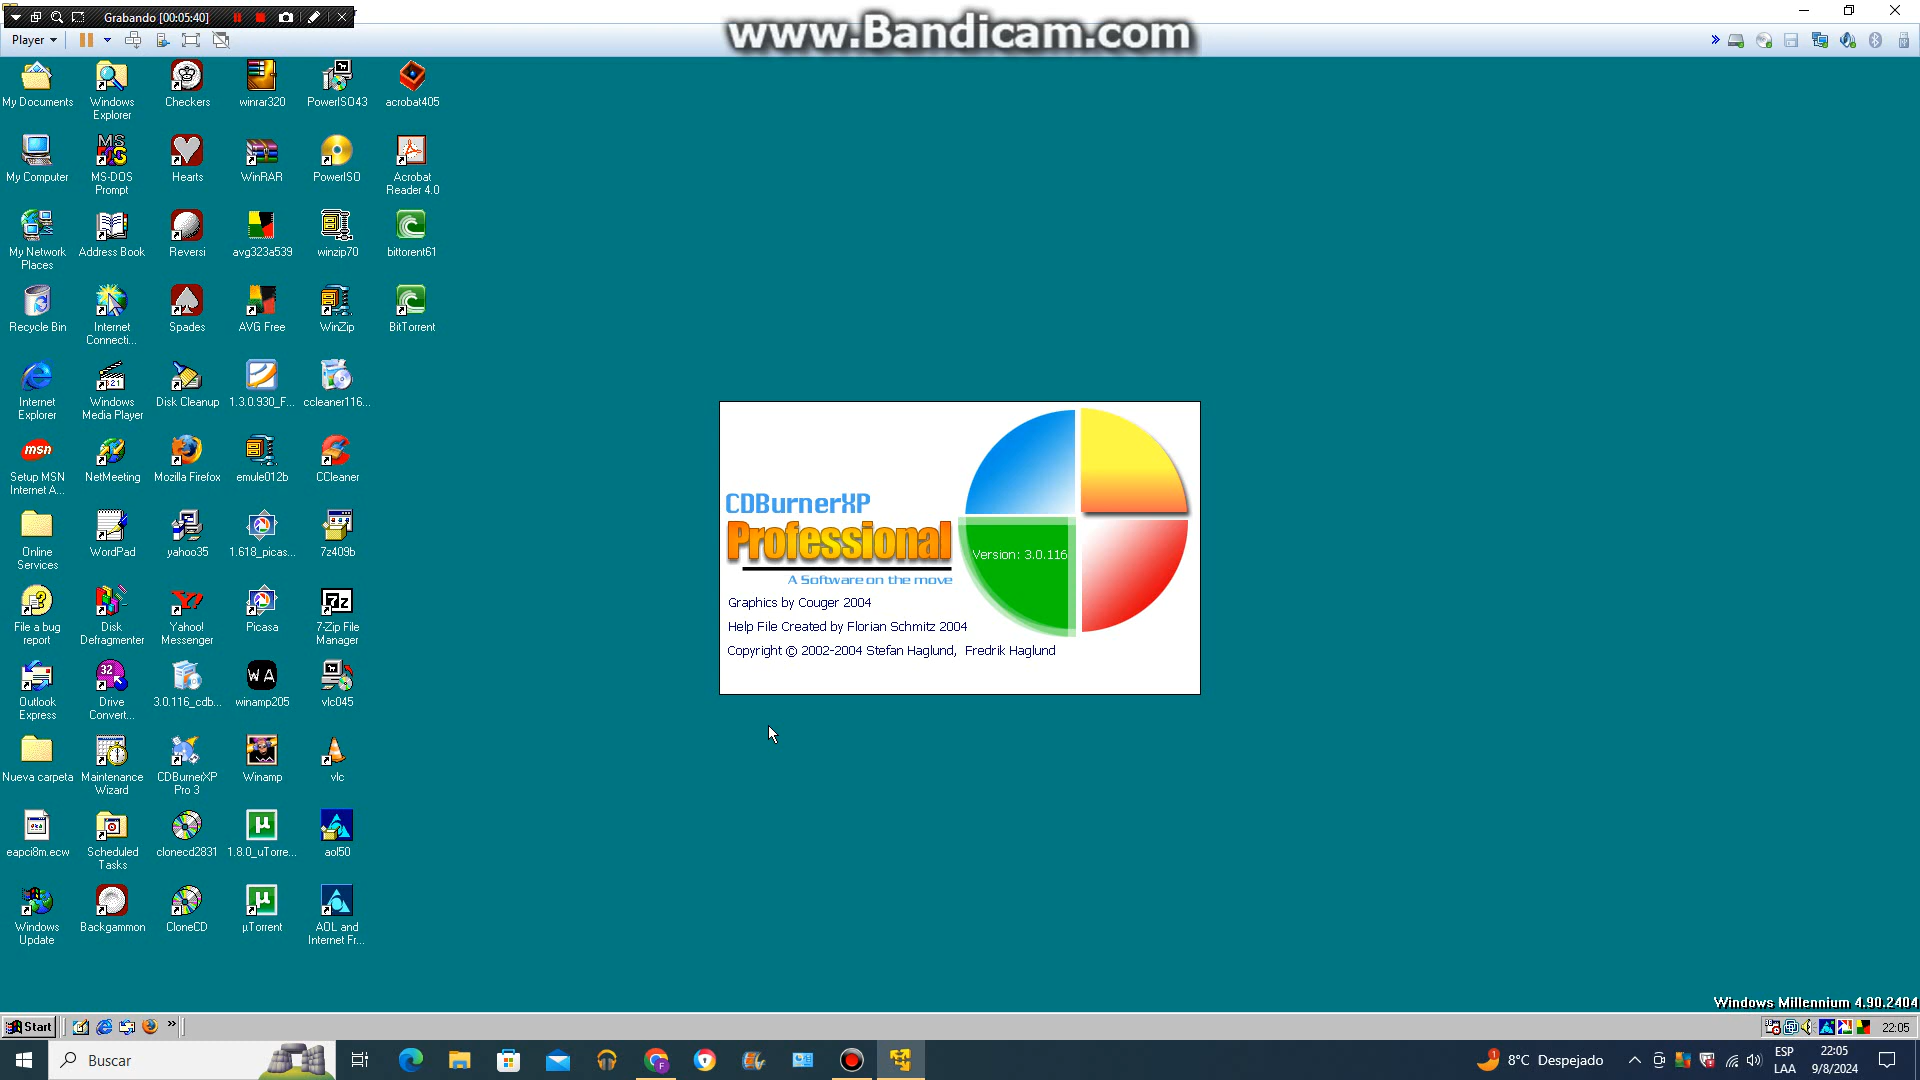 Grabando [00:05:40]
www.Bandicam.com
Player
My Documents
Windows
Explorer
Checkers
winrar320
PowerISO43
acrobat405
My Computer
MS-DOS
Prompt
Hearts
WinRAR
PowerISO
Acrobat
Reader 4.0
My Network
Places
Address Book
Reversi
avg323a539
winzip70
bittorent61
Recycle Bin
Internet
Connecti...
Spades
AVG Free
WinZip
BitTorrent
Internet
Explorer
Windows
Media Player
Disk Cleanup
1.3.0.930_F...
ccleaner116...
msn
Setup MSN
Internet A...
NetMeeting
Mozilla Firefox
emule012b
CCleaner
Online
Services
WordPad
yahoo35
1.618_picas...
7z409b
File a bug
report
Disk
Defragmenter
Yahoo!
Messenger
Picasa
7-Zip File
Manager
Outlook
Express
Drive
Convert...
3.0.116_cdb...
winamp205
vlc045
Nueva carpeta
Maintenance
Wizard
CDBurnerXP
Pro 3
Winamp
vlc
eapci8m.ecw
Scheduled
Tasks
clonecd2831
1.8.0_uTorre...
aol50
Windows
Update
Backgammon
CloneCD
µTorrent
AOL and
Internet Fr...
CDBurnerXP
Professional
A Software on the move
Version: 3.0.116
Graphics by Couger 2004
Help File Created by Florian Schmitz 2004
Copyright © 2002-2004 Stefan Haglund, Fredrik Haglund
Windows Millennium 4.90.2404
Start
22:05
Buscar
8°C Despejado
ESP
LAA
22:05
9/8/2024